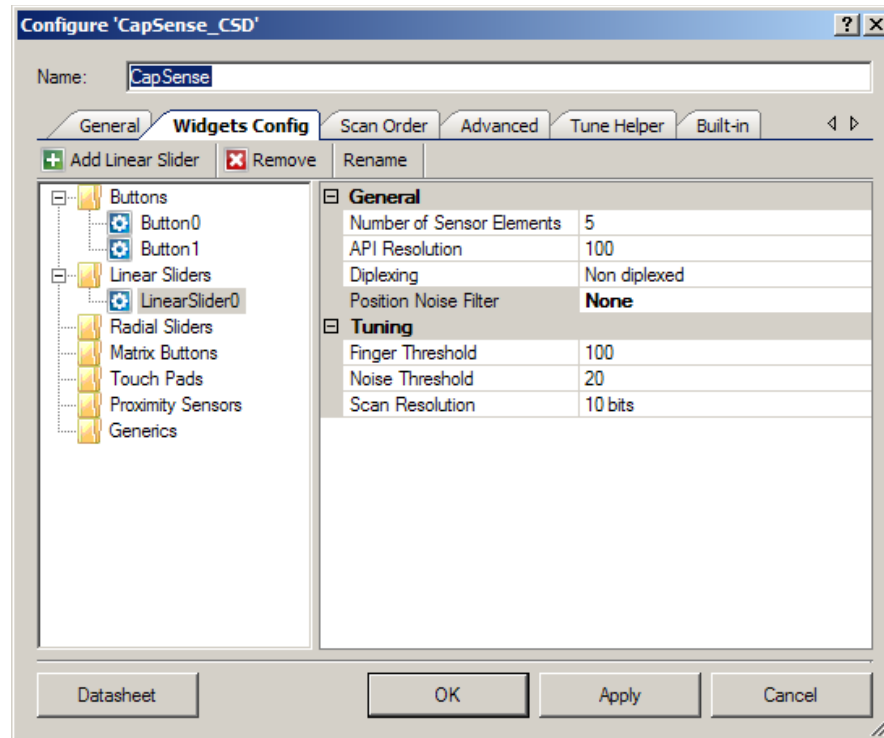 Configure 'CapSense_CSD'
Name: CapSense
General Widgets Config Scan Order Advanced Tune Helper Built-in
Add Linear Slider Remove Rename
Buttons
Button0
Button1
Linear Sliders
LinearSlider0
Radial Sliders
Matrix Buttons
Touch Pads
Proximity Sensors
Generics
General
Number of Sensor Elements 5
API Resolution 100
Diplexing Non diplexed
Position Noise Filter None
Tuning
Finger Threshold 100
Noise Threshold 20
Scan Resolution 10 bits
Datasheet OK Apply Cancel